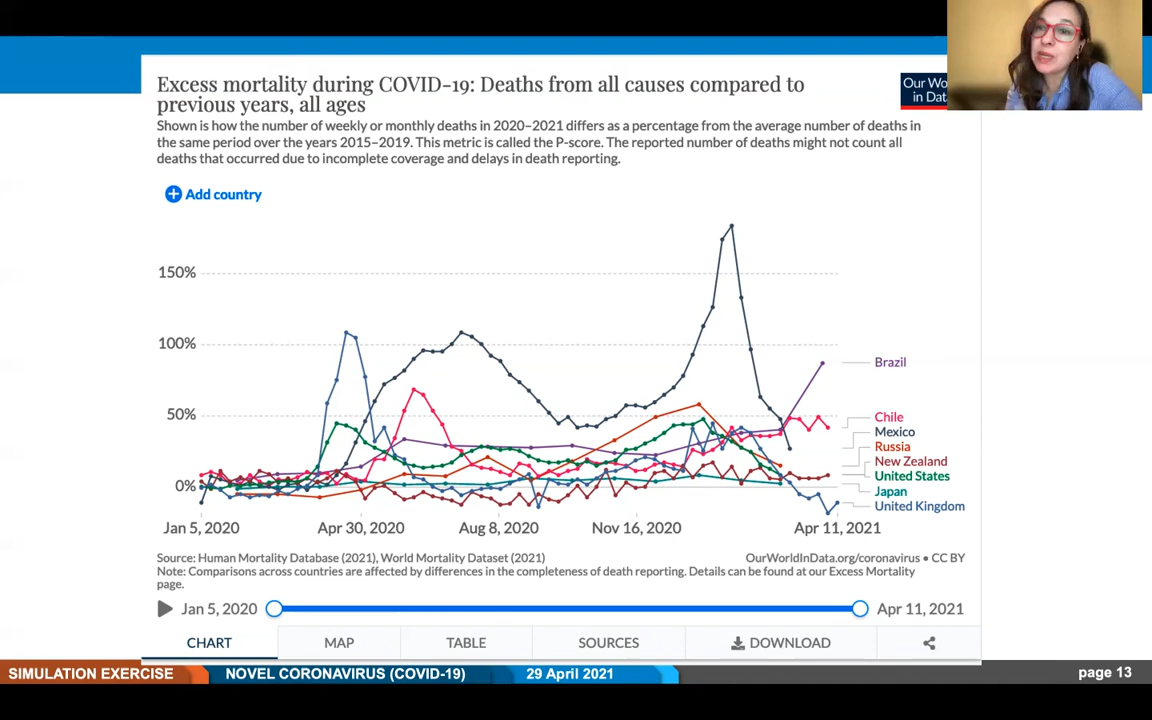 Excess mortality during COVID-19: Deaths from all causes compared to
previous years, all ages
Our Wo
in Dat
Shown is how the number of weekly or monthly deaths in 2020–2021 differs as a percentage from the average number of deaths in
the same period over the years 2015–2019. This metric is called the P-score. The reported number of deaths might not count all
deaths that occurred due to incomplete coverage and delays in death reporting.
Add country
150%
100%
50%
0%
Brazil
Chile
Mexico
Russia
New Zealand
United States
Japan
United Kingdom
Jan 5, 2020
Apr 30, 2020
Aug 8, 2020
Nov 16, 2020
Apr 11, 2021
Source: Human Mortality Database (2021), World Mortality Dataset (2021)
OurWorldInData.org/coronavirus • CC BY
Note: Comparisons across countries are affected by differences in the completeness of death reporting. Details can be found at our Excess Mortality
page.
Jan 5, 2020
Apr 11, 2021
CHART
MAP
TABLE
SOURCES
DOWNLOAD
SIMULATION EXERCISE
NOVEL CORONAVIRUS (COVID-19)
29 April 2021
page 13